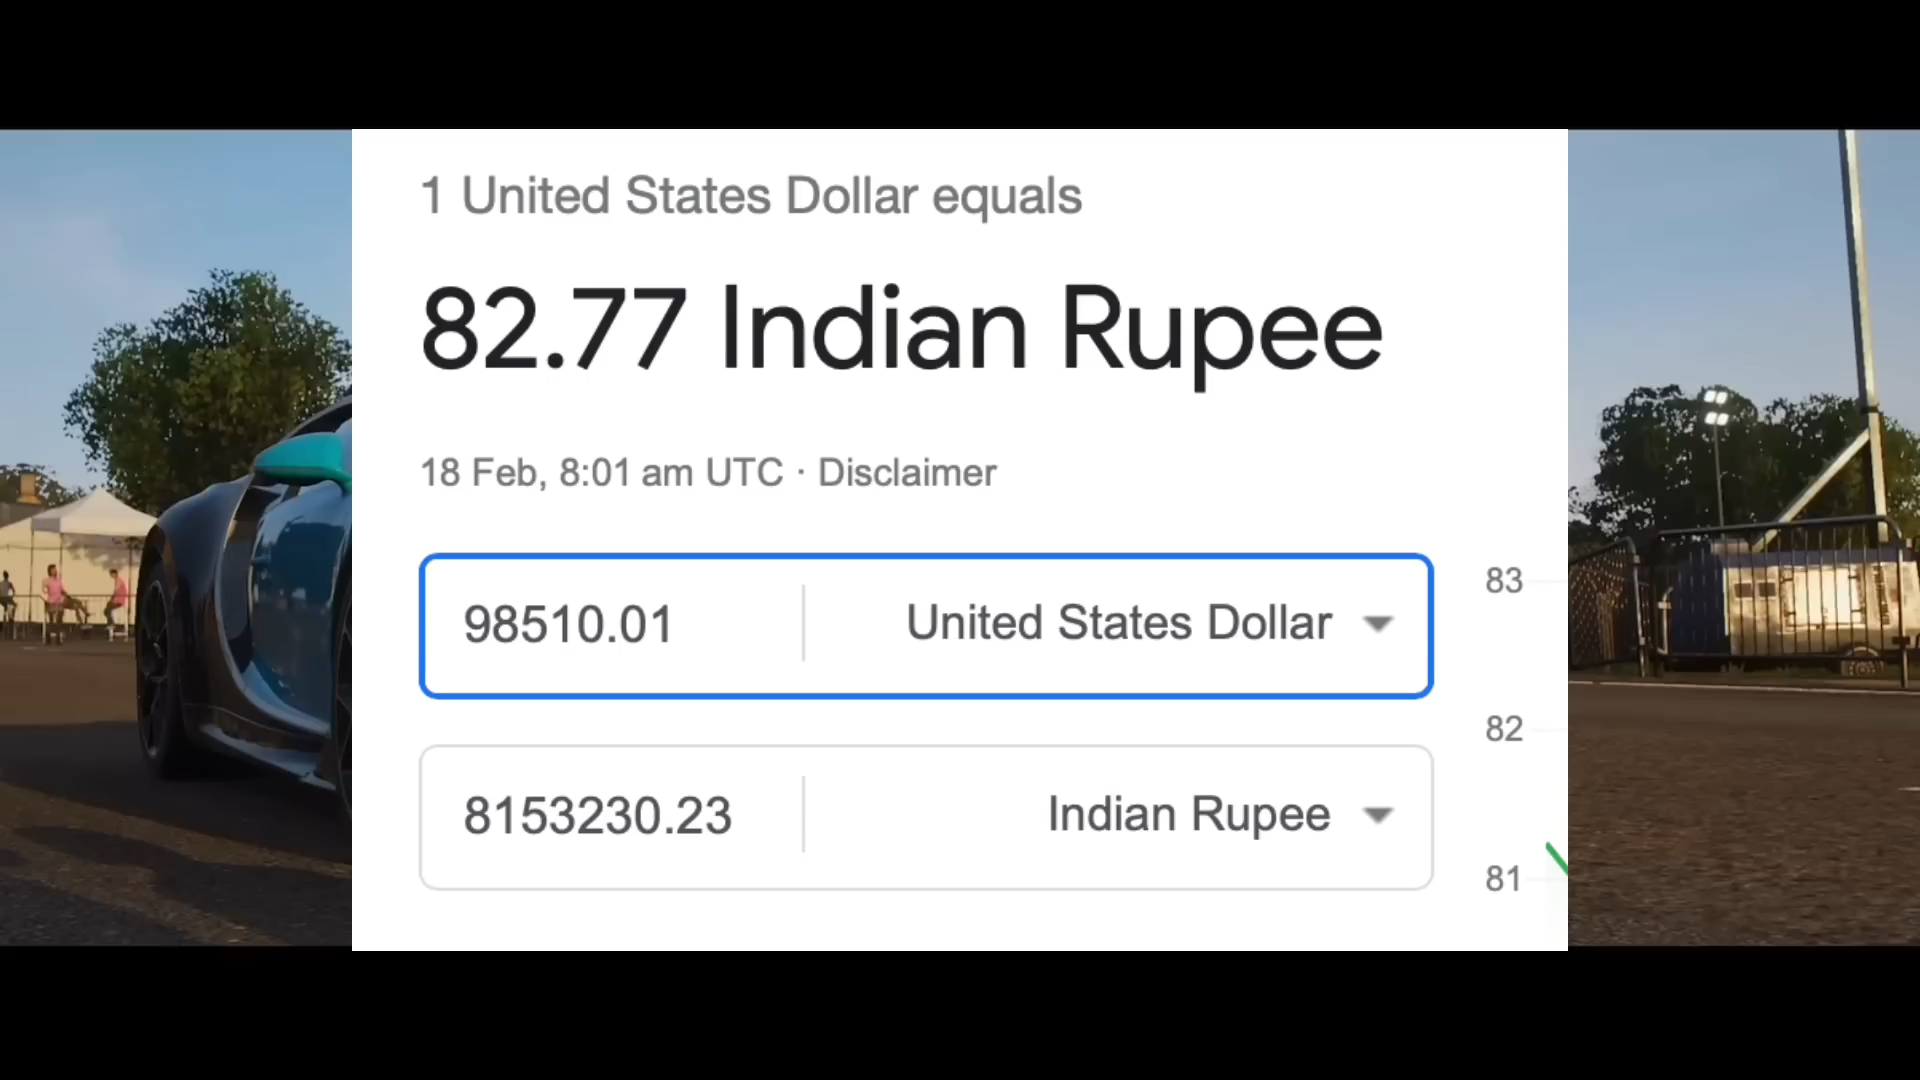 1 United States Dollar equals
82.77 Indian Rupee
18 Feb, 8:01 am UTC · Disclaimer
98510.01 United States Dollar
83
82
8153230.23 Indian Rupee
81